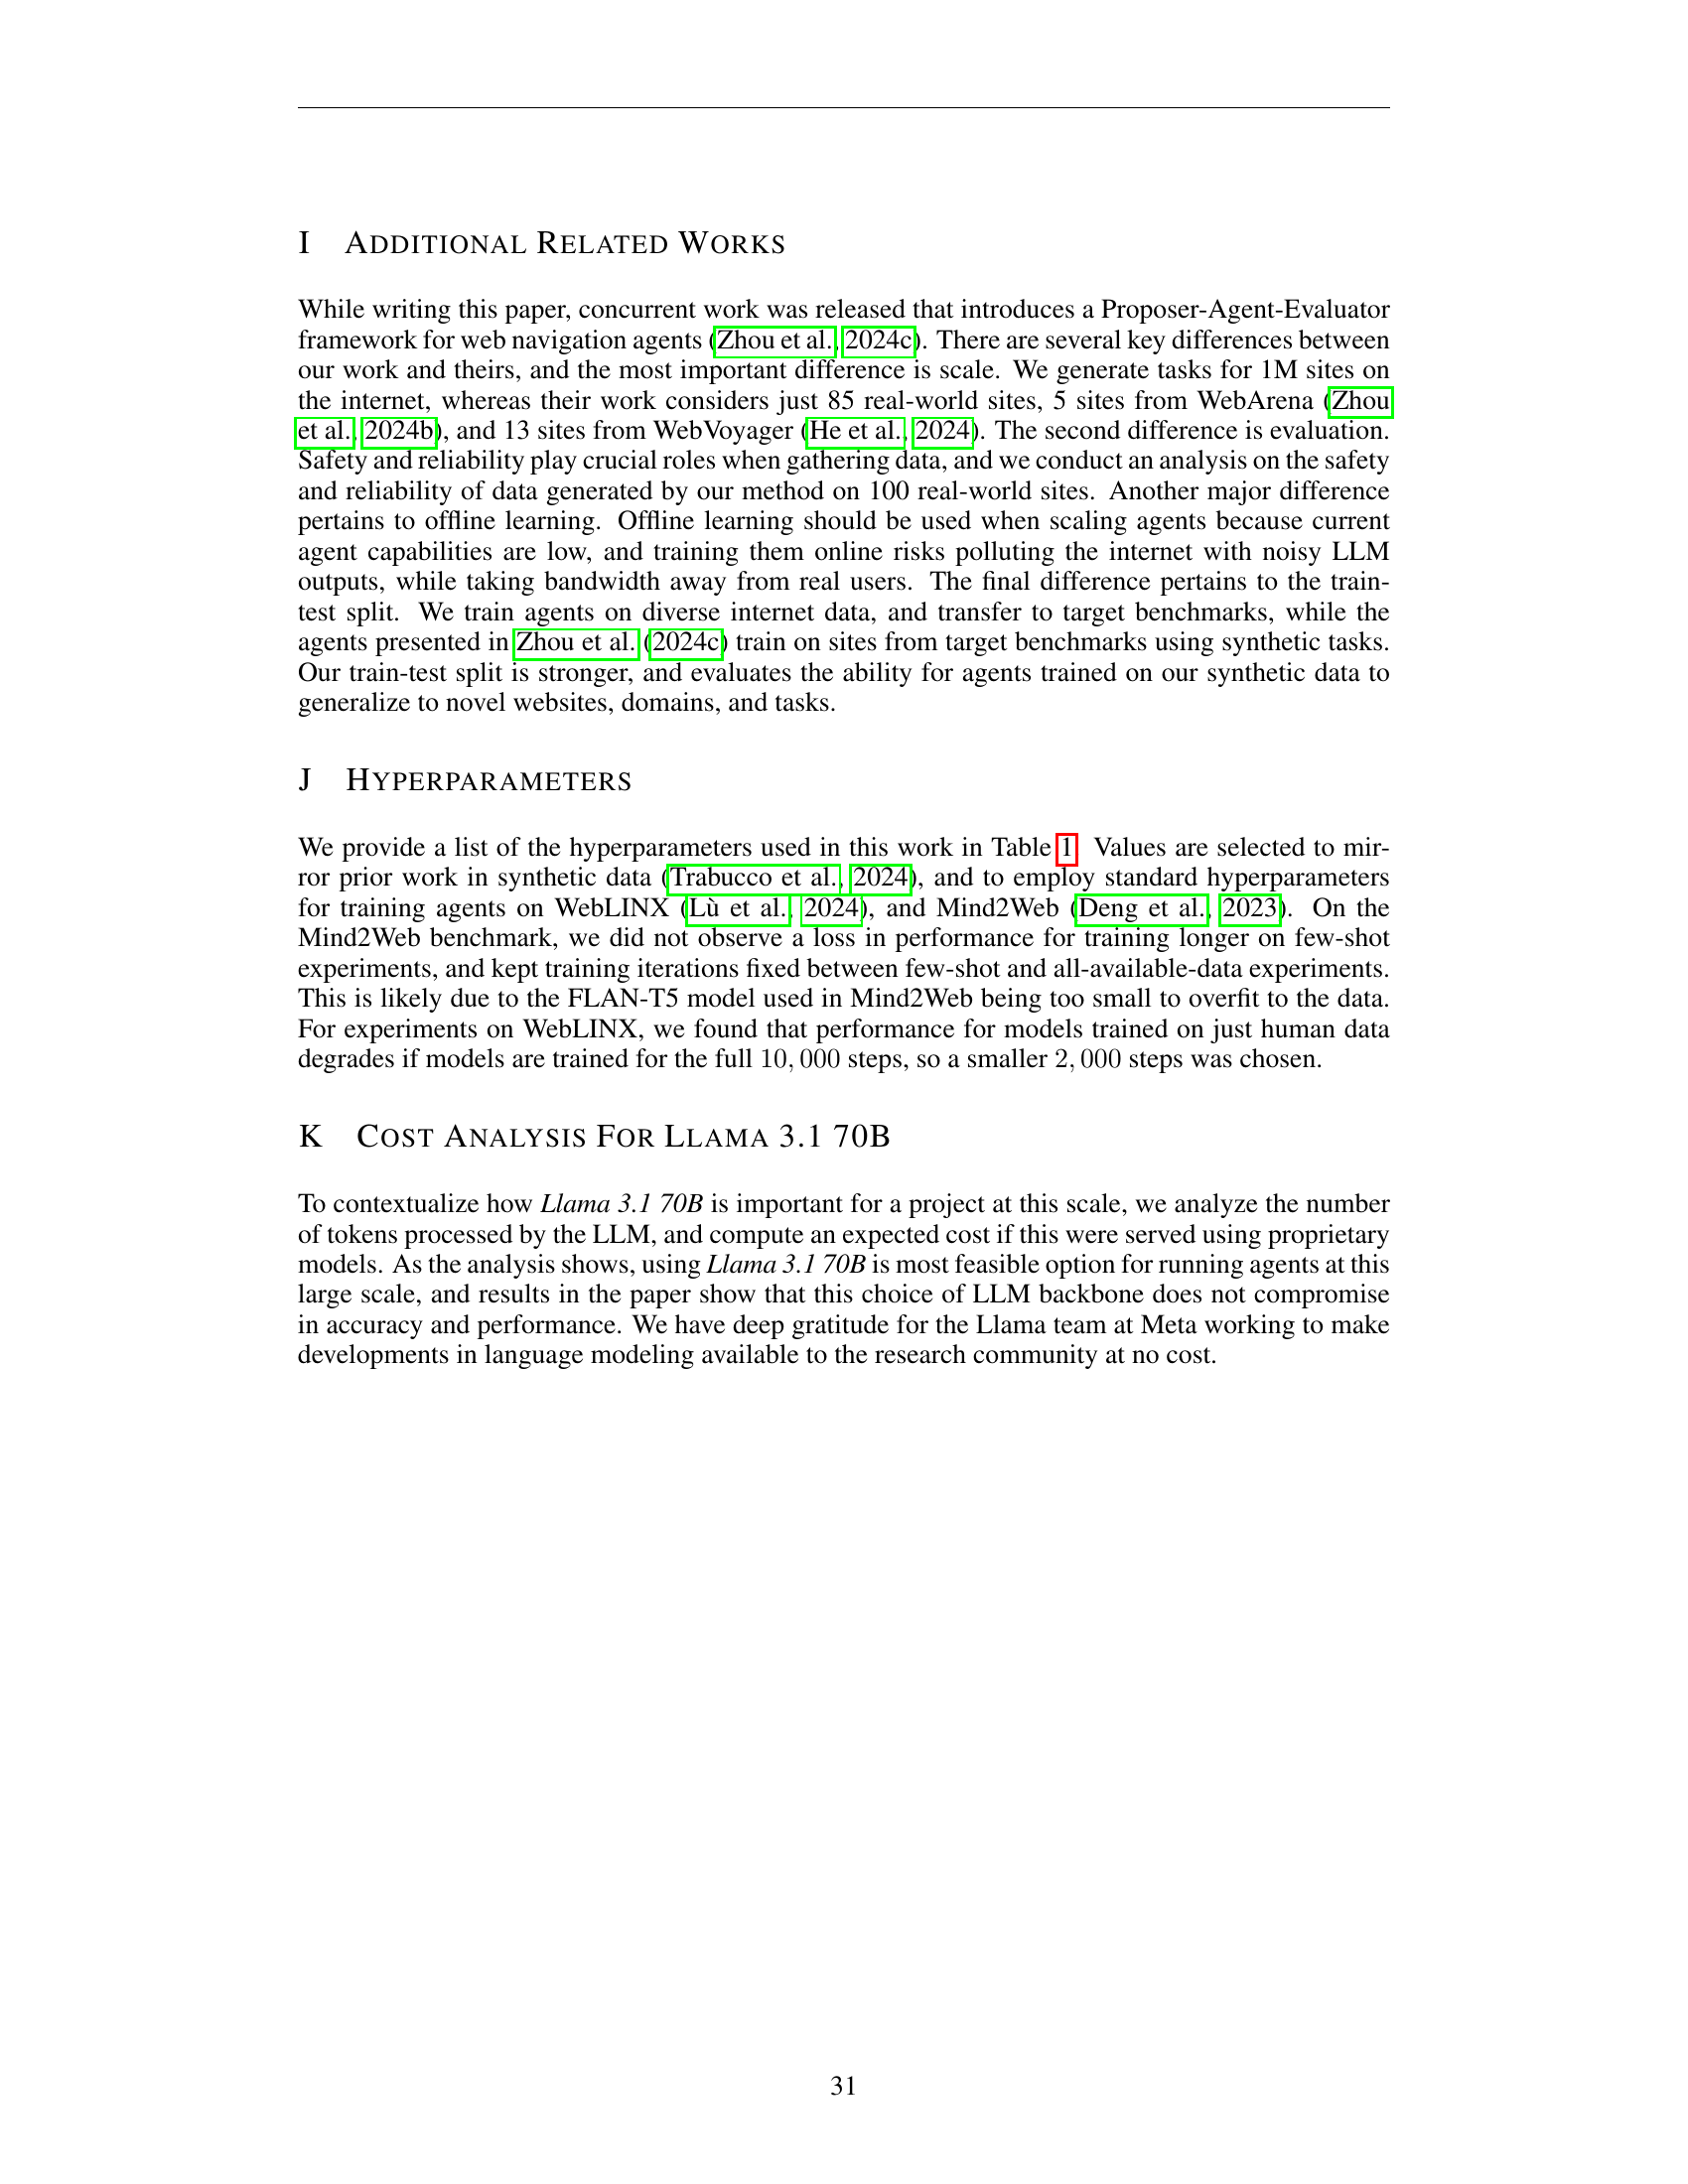 I ADDITIONAL RELATED WORKS
While writing this paper, concurrent work was released that introduces a Proposer-Agent-Evaluator
framework for web navigation agents (Zhou et al., 2024c). There are several key differences between
our work and theirs, and the most important difference is scale. We generate tasks for 1M sites on
the internet, whereas their work considers just 85 real-world sites, 5 sites from WebArena (Zhou
et al., 2024b), and 13 sites from WebVoyager (He et al., 2024). The second difference is evaluation.
Safety and reliability play crucial roles when gathering data, and we conduct an analysis on the safety
and reliability of data generated by our method on 100 real-world sites. Another major difference
pertains to offline learning. Offline learning should be used when scaling agents because current
agent capabilities are low, and training them online risks polluting the internet with noisy LLM
outputs, while taking bandwidth away from real users. The final difference pertains to the train-
test split. We train agents on diverse internet data, and transfer to target benchmarks, while the
agents presented in Zhou et al. (2024c) train on sites from target benchmarks using synthetic tasks.
Our train-test split is stronger, and evaluates the ability for agents trained on our synthetic data to
generalize to novel websites, domains, and tasks.
J HYPERPARAMETERS
We provide a list of the hyperparameters used in this work in Table 1. Values are selected to mir-
ror prior work in synthetic data (Trabucco et al., 2024), and to employ standard hyperparameters
for training agents on WebLINX (Lù et al., 2024), and Mind2Web (Deng et al., 2023). On the
Mind2Web benchmark, we did not observe a loss in performance for training longer on few-shot
experiments, and kept training iterations fixed between few-shot and all-available-data experiments.
This is likely due to the FLAN-T5 model used in Mind2Web being too small to overfit to the data.
For experiments on WebLINX, we found that performance for models trained on just human data
degrades if models are trained for the full 10,000 steps, so a smaller 2,000 steps was chosen.
K COST ANALYSIS FOR LLAMA 3.1 70B
To contextualize how Llama 3.1 70B is important for a project at this scale, we analyze the number
of tokens processed by the LLM, and compute an expected cost if this were served using proprietary
models. As the analysis shows, using Llama 3.1 70B is most feasible option for running agents at this
large scale, and results in the paper show that this choice of LLM backbone does not compromise
in accuracy and performance. We have deep gratitude for the Llama team at Meta working to make
developments in language modeling available to the research community at no cost.
31